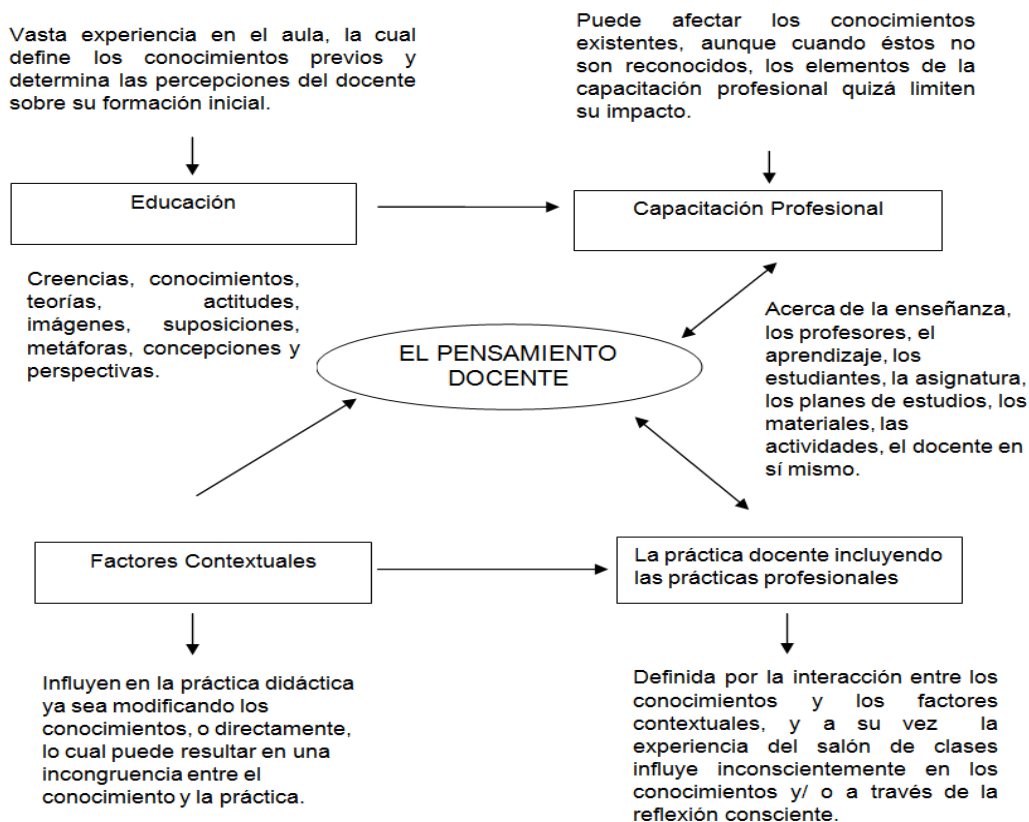 Vasta experiencia en el aula, la cual
define los conocimientos previos y
determina las percepciones del docente
sobre su formación inicial.
Puede afectar los conocimientos
existentes, aunque cuando éstos no
son reconocidos, los elementos de la
capacitación profesional quizá limiten
su impacto.
Educación
Capacitación Profesional
Creencias, conocimientos,
teorías, actitudes,
imágenes, suposiciones,
metáforas, concepciones y
perspectivas.
EL PENSAMIENTO
DOCENTE
Acerca de la enseñanza,
los profesores, el
aprendizaje, los
estudiantes, la asignatura,
los planes de estudios, los
materiales, las
actividades, el docente en
sí mismo.
Factores Contextuales
La práctica docente incluyendo
las prácticas profesionales
Influyen en la práctica didáctica
ya sea modificando los
conocimientos, o directamente,
lo cual puede resultar en una
incongruencia entre el
conocimiento y la práctica.
Definida por la interacción entre los
conocimientos y los factores
contextuales, y a su vez la
experiencia del salón de clases
influye inconscientemente en los
conocimientos y/ o a través de la
reflexión consciente.